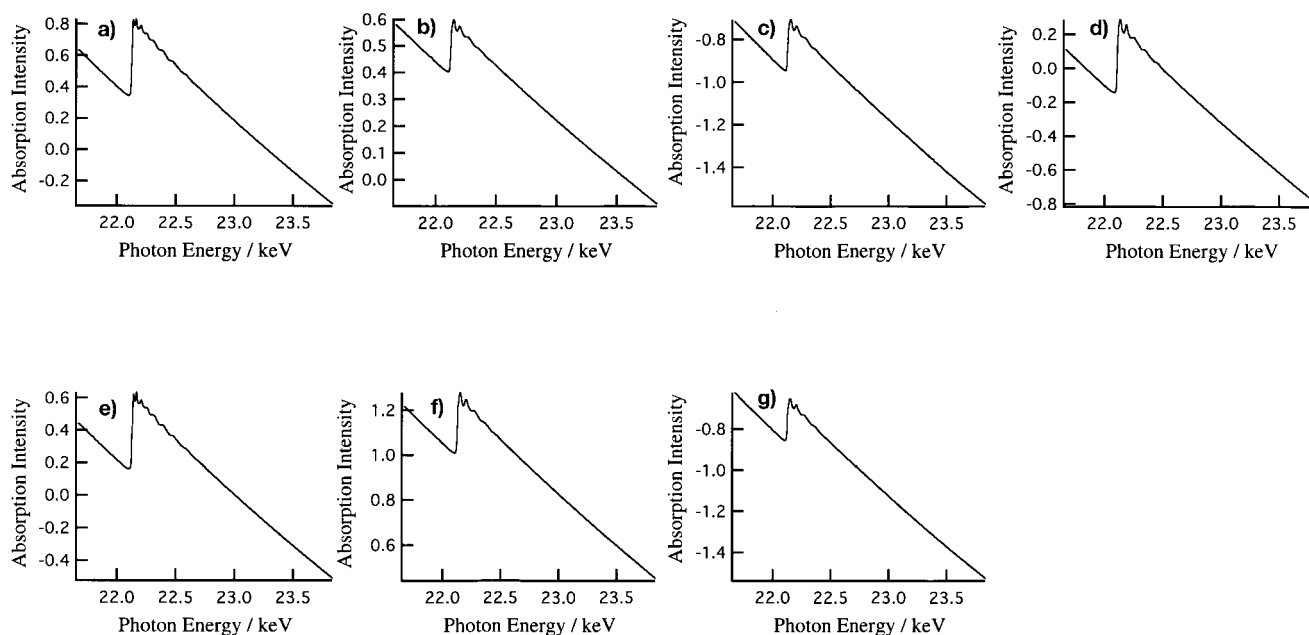 a)
Absorption Intensity
0.8
0.6
0.4
0.2
0.0
-0.2
22.0 22.5 23.0 23.5
Photon Energy / keV
b)
Absorption Intensity
0.6
0.5
0.4
0.3
0.2
0.1
0.0
22.0 22.5 23.0 23.5
Photon Energy / keV
c)
Absorption Intensity
-0.8
-1.0
-1.2
-1.4
22.0 22.5 23.0 23.5
Photon Energy / keV
d)
Absorption Intensity
0.2
0.0
-0.2
-0.4
-0.6
-0.8
22.0 22.5 23.0 23.5
Photon Energy / keV
e)
Absorption Intensity
0.6
0.4
0.2
0.0
-0.2
-0.4
22.0 22.5 23.0 23.5
Photon Energy / keV
f)
Absorption Intensity
1.2
1.0
0.8
0.6
22.0 22.5 23.0 23.5
Photon Energy / keV
g)
Absorption Intensity
-0.8
-1.0
-1.2
-1.4
22.0 22.5 23.0 23.5
Photon Energy / keV